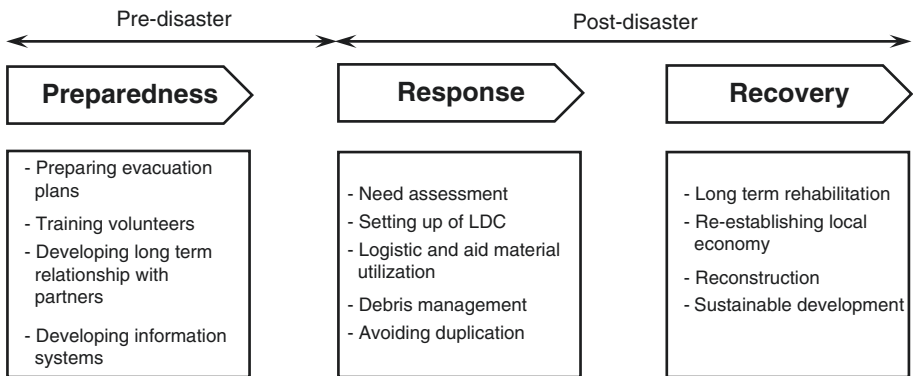 Pre-disaster
Post-disaster
Preparedness
Response
Recovery
- Preparing evacuation
plans
- Training volunteers
- Developing long term
relationship with
partners
- Developing information
systems
- Need assessment
- Setting up of LDC
- Logistic and aid material
utilization
- Debris management
- Avoiding duplication
- Long term rehabilitation
- Re-establishing local
economy
- Reconstruction
- Sustainable development